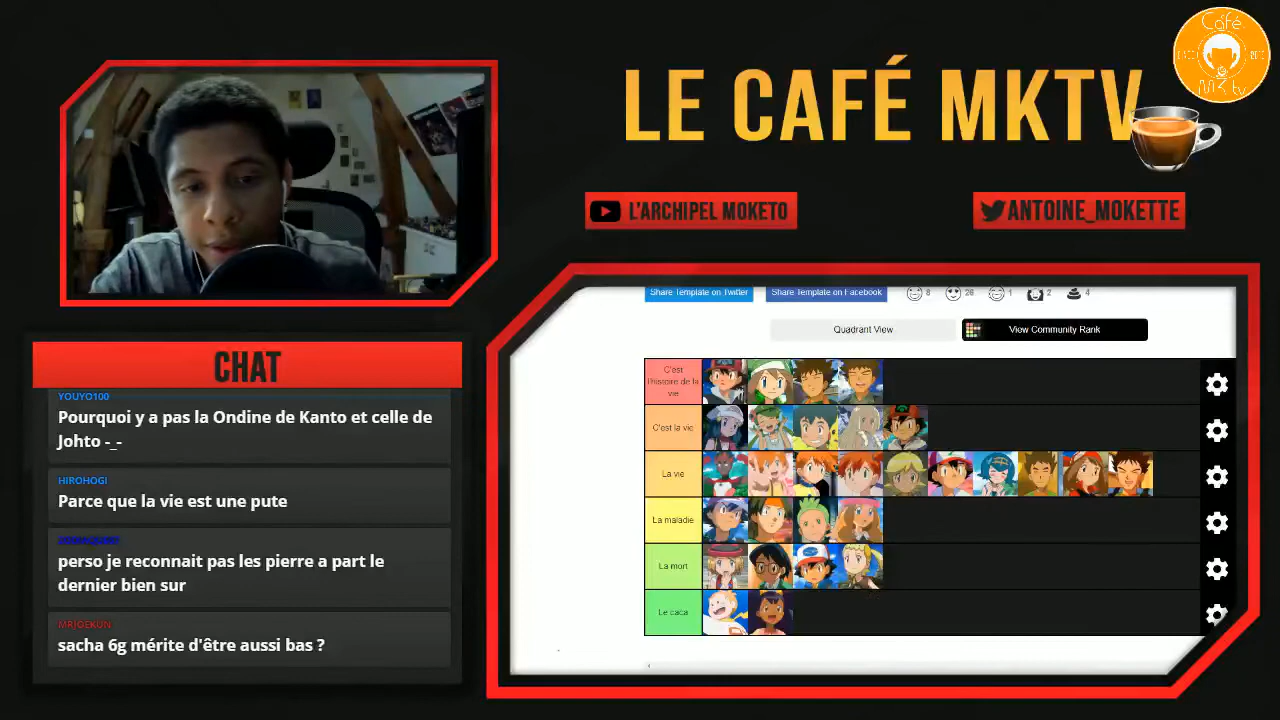 Café
MK tv
LE CAFÉ MKTV
L'ARCHIPEL MOKETO
ANTOINE_MOKETTE
Share Template on Twitter
Share Template on Facebook
8
26
1
2
4
Quadrant View
View Community Rank
C'est
l'histoire de la
vie
C'est la vie
La vie
La maladie
La mort
Le caca
CHAT
YOUYO100
Pourquoi y a pas la Ondine de Kanto et celle de
Johto -_-
HIROHOGI
Parce que la vie est une pute
perso je reconnait pas les pierre a part le
dernier bien sur
MRIGEKUN
sacha 6g mérite d'être aussi bas ?